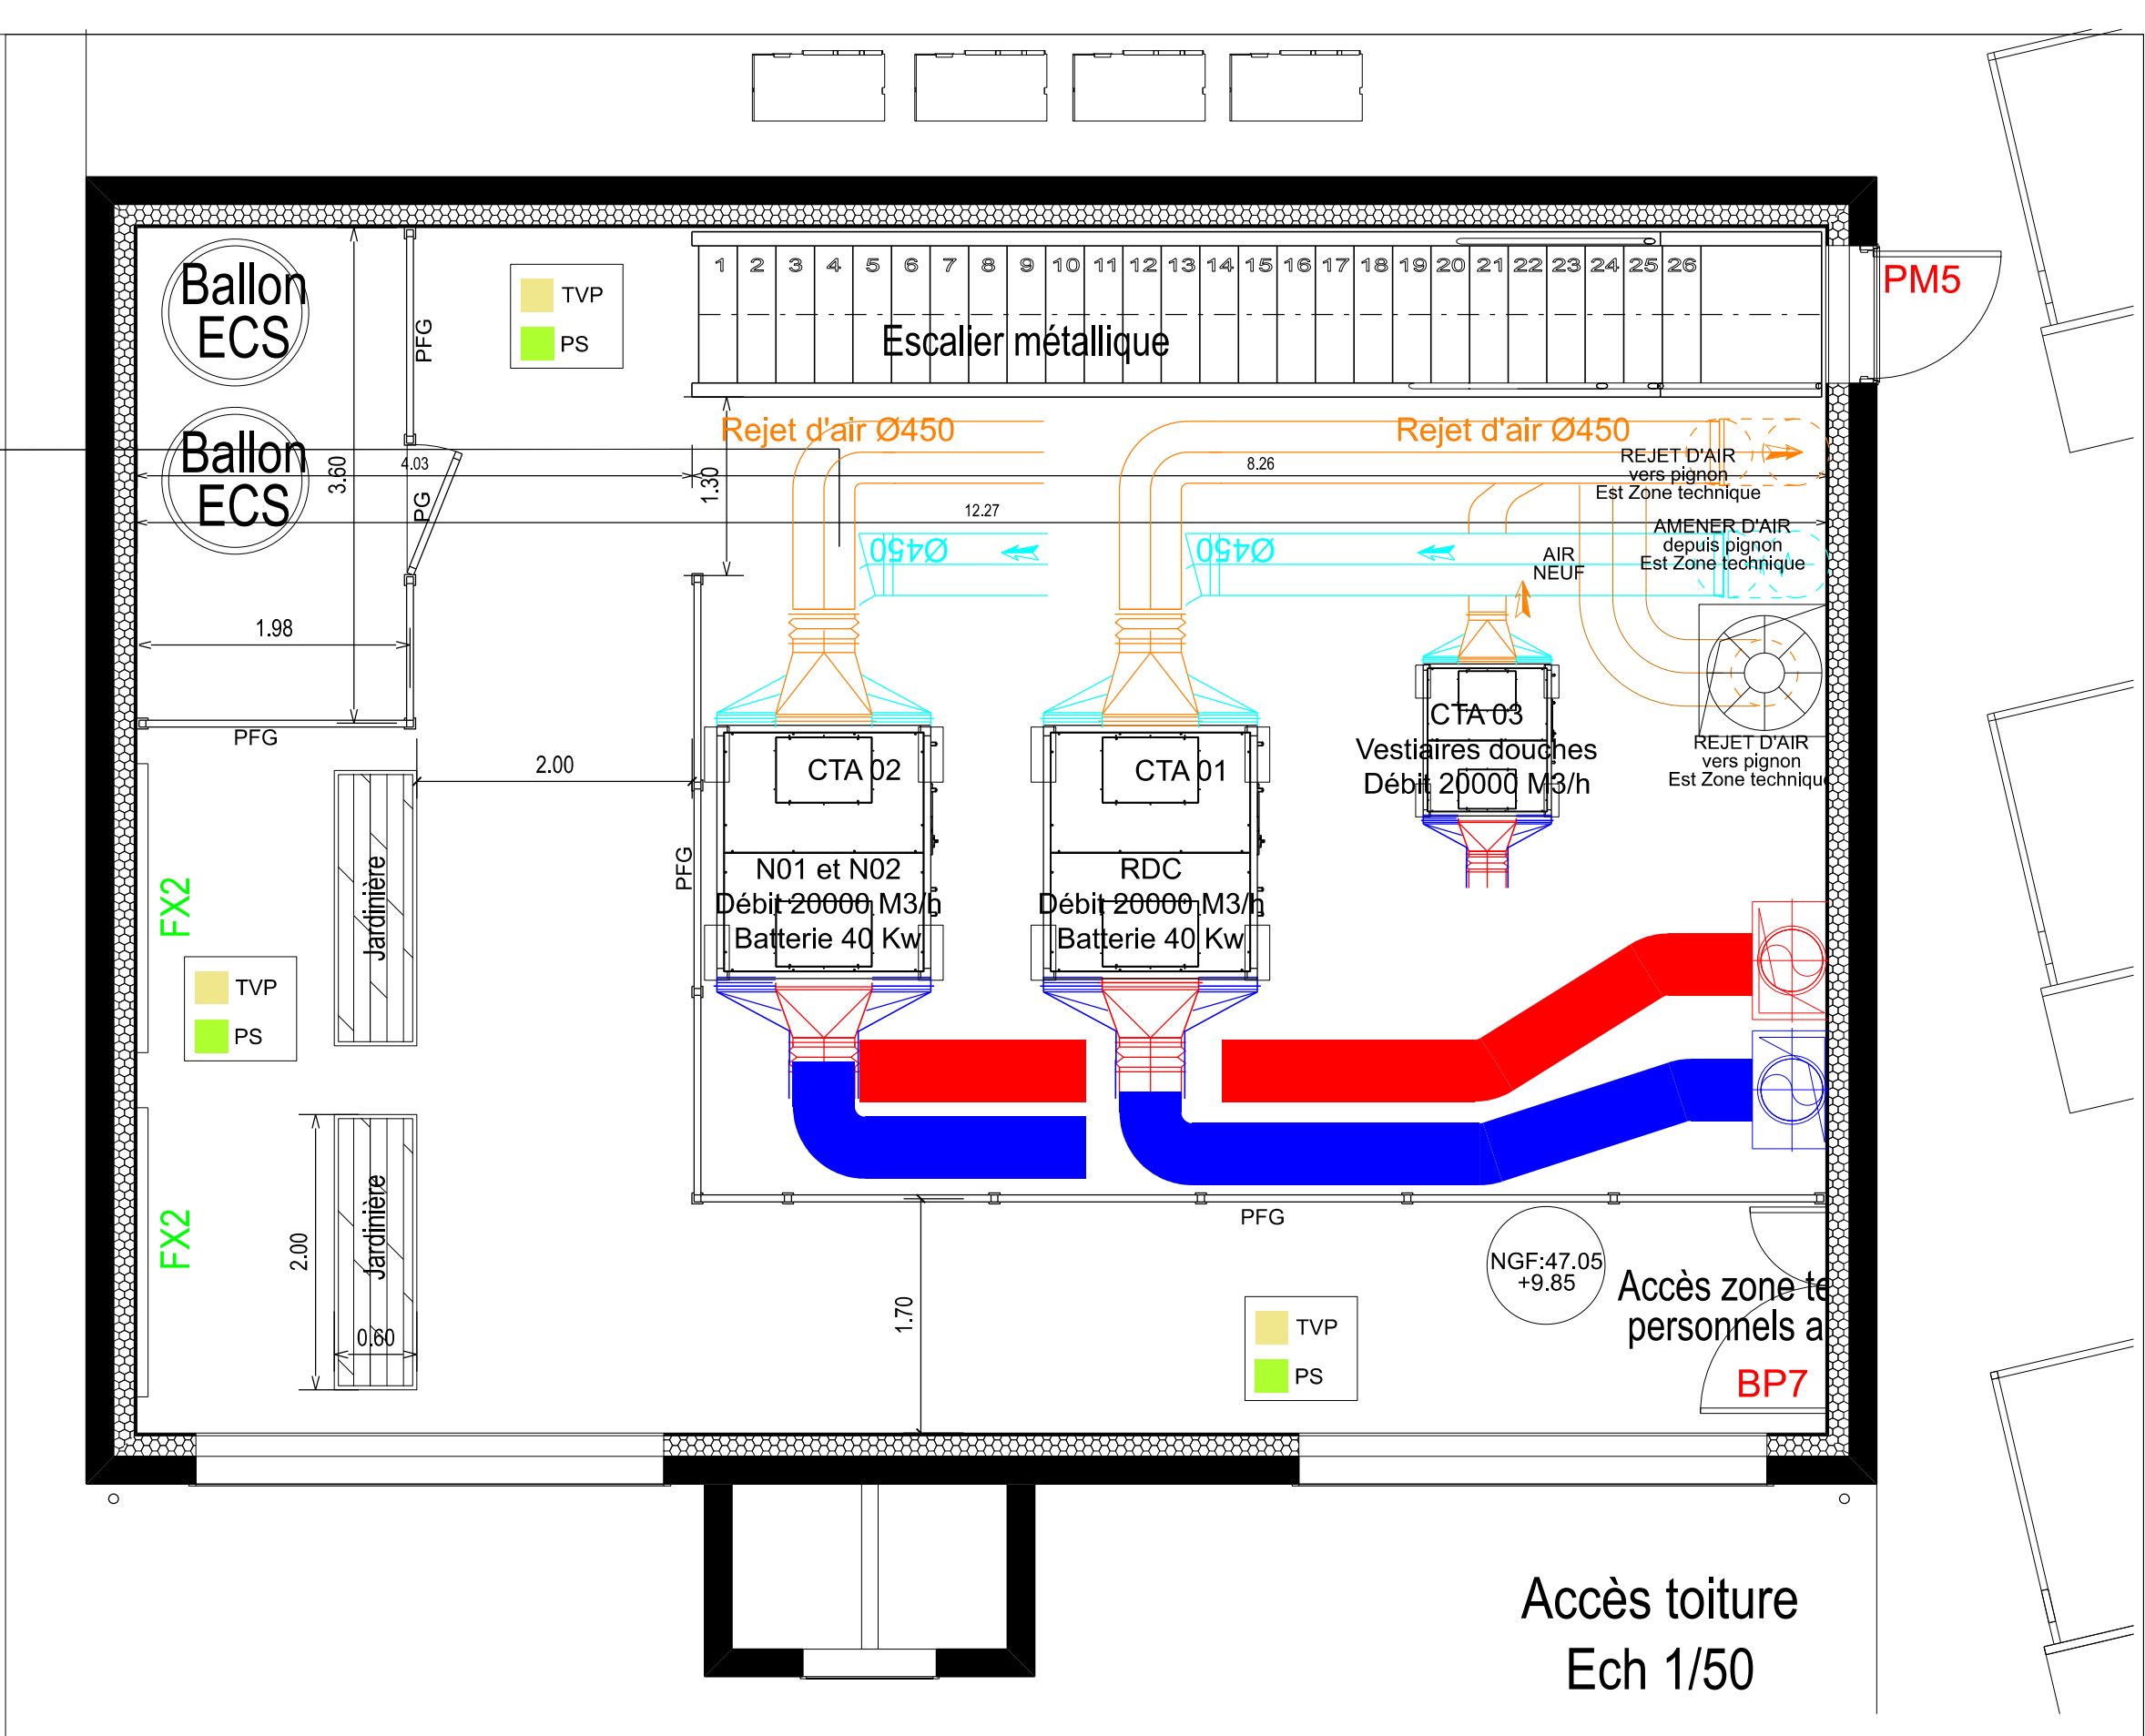 Ballon
ECS
Ballon
ECS
PFG
PG
TVP
PS
1 2 3 4 5 6 7 8 9 10 11 12 13 14 15 16 17 18 19 20 21 22 23 24 25 26
Escalier métallique
PM5
Rejet d'air Ø450
Rejet d'air Ø450
4.03
3.60
1.30
8.26
12.27
REJET D'AIR
vers pignon
Est Zone technique
Ø450
Ø450
AIR
NEUF
AMENER D'AIR
depuis pignon
Est Zone technique
1.98
PFG
2.00
CTA 02
N01 et N02
Débit 20000 M3/h
Batterie 40 Kw
CTA 01
RDC
Débit 20000 M3/h
Batterie 40 Kw
CTA 03
Vestiaires douches
Débit 20000 M3/h
REJET D'AIR
vers pignon
Est Zone technique
PFG
FX2
Jardinière
TVP
PS
FX2
Jardinière
2.00
0.60
1.70
PFG
TVP
PS
NGF:47.05
+9.85
Accès zone te
personnels a
BP7
Accès toiture
Ech 1/50